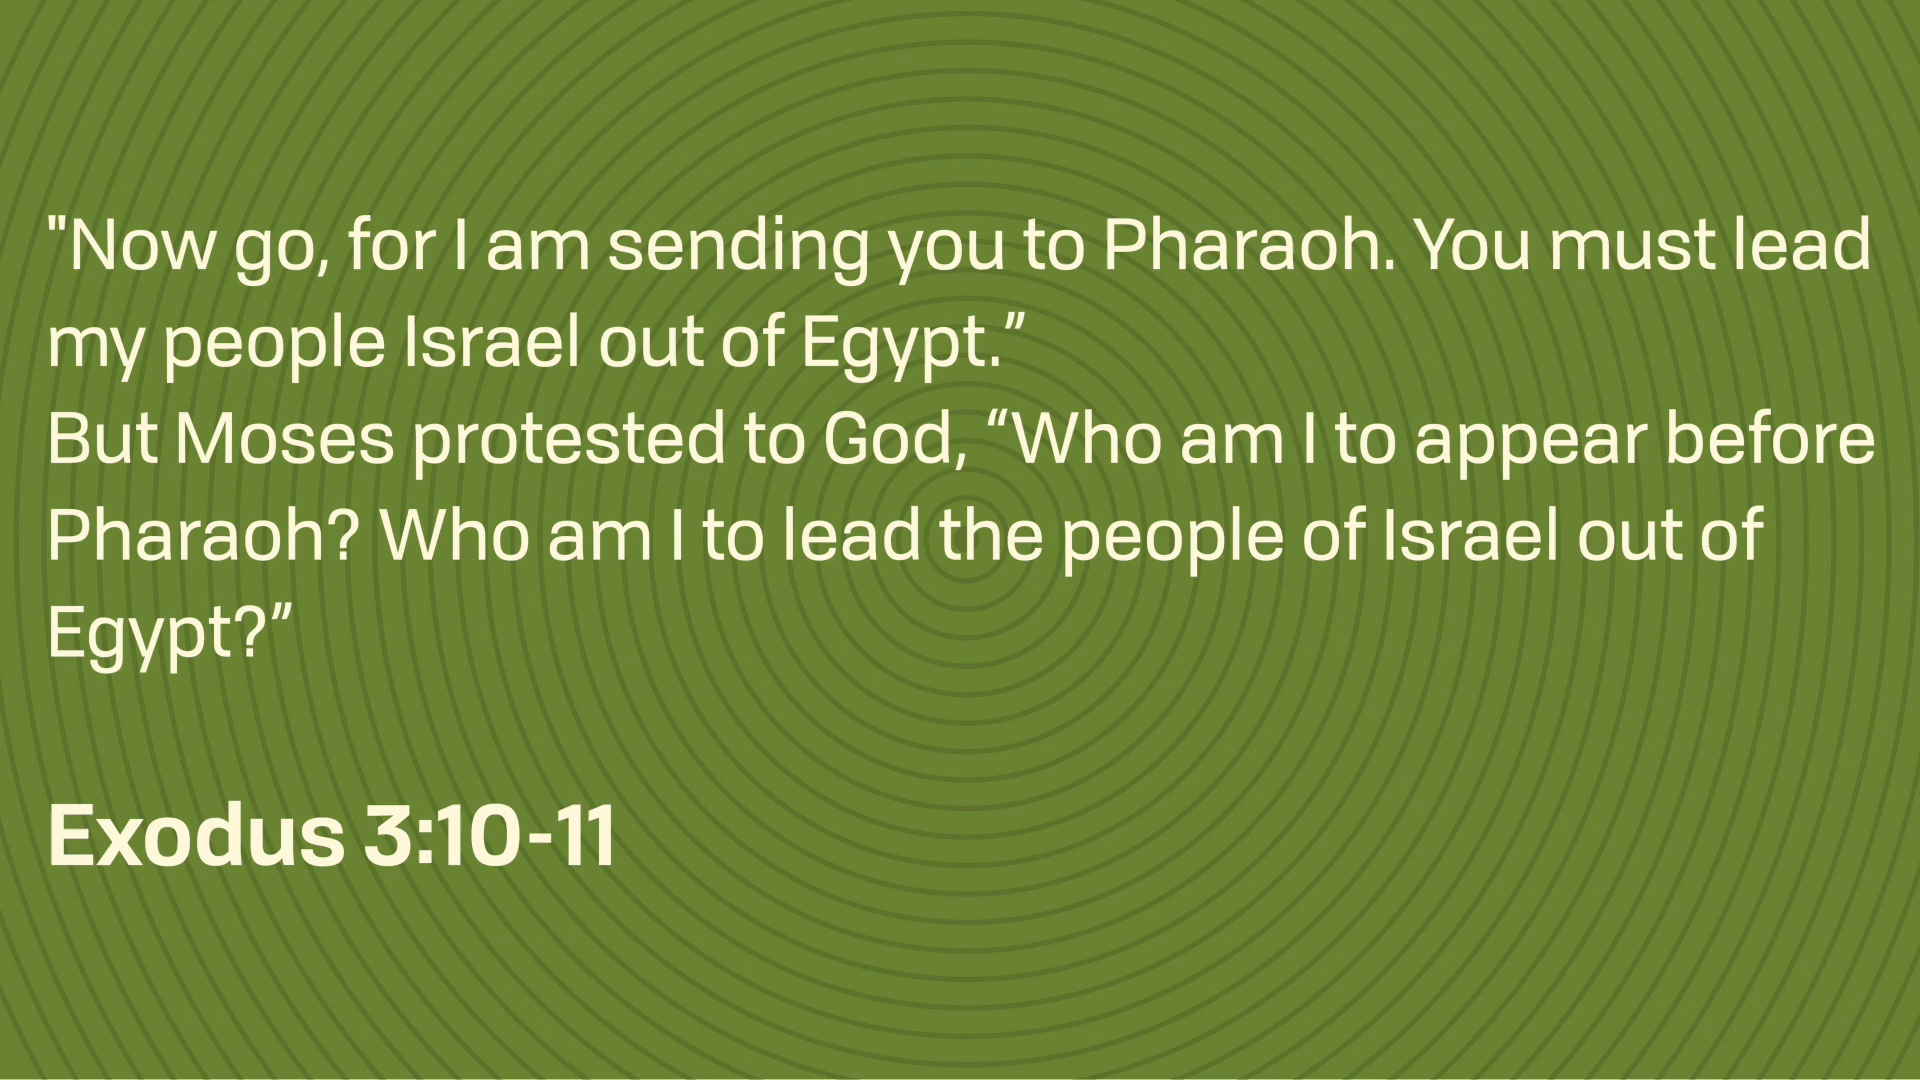 "Now go, for I am sending you to Pharaoh. You must lead
my people Israel out of Egypt.”
But Moses protested to God, “Who am I to appear before
Pharaoh? Who am I to lead the people of Israel out of
Egypt?”
Exodus 3:10-11